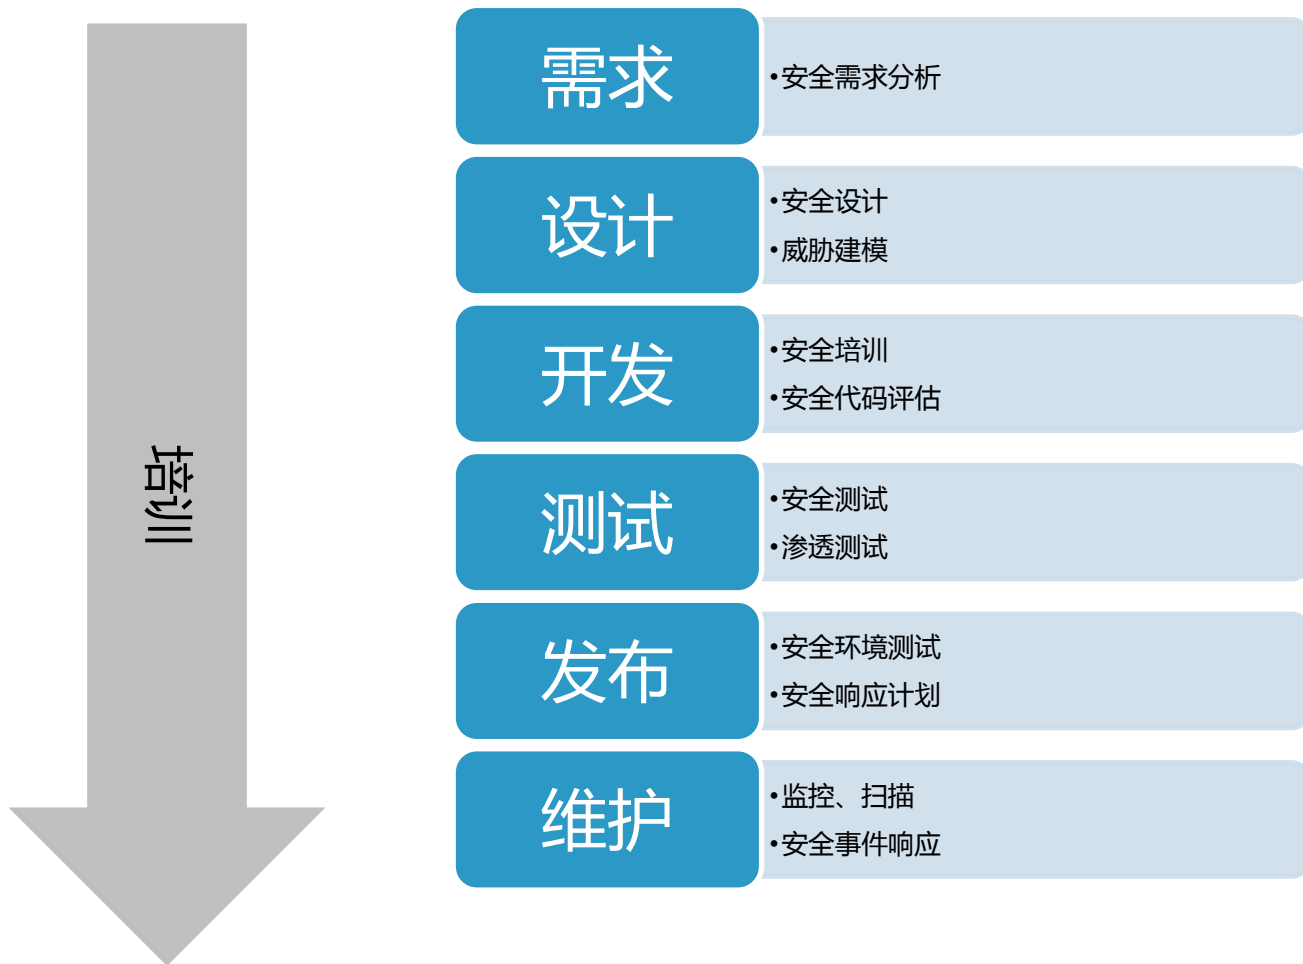 培训
需求
•安全需求分析
设计
•安全设计
•威胁建模
开发
•安全培训
•安全代码评估
测试
•安全测试
•渗透测试
发布
•安全环境测试
•安全响应计划
维护
•监控、扫描
•安全事件响应